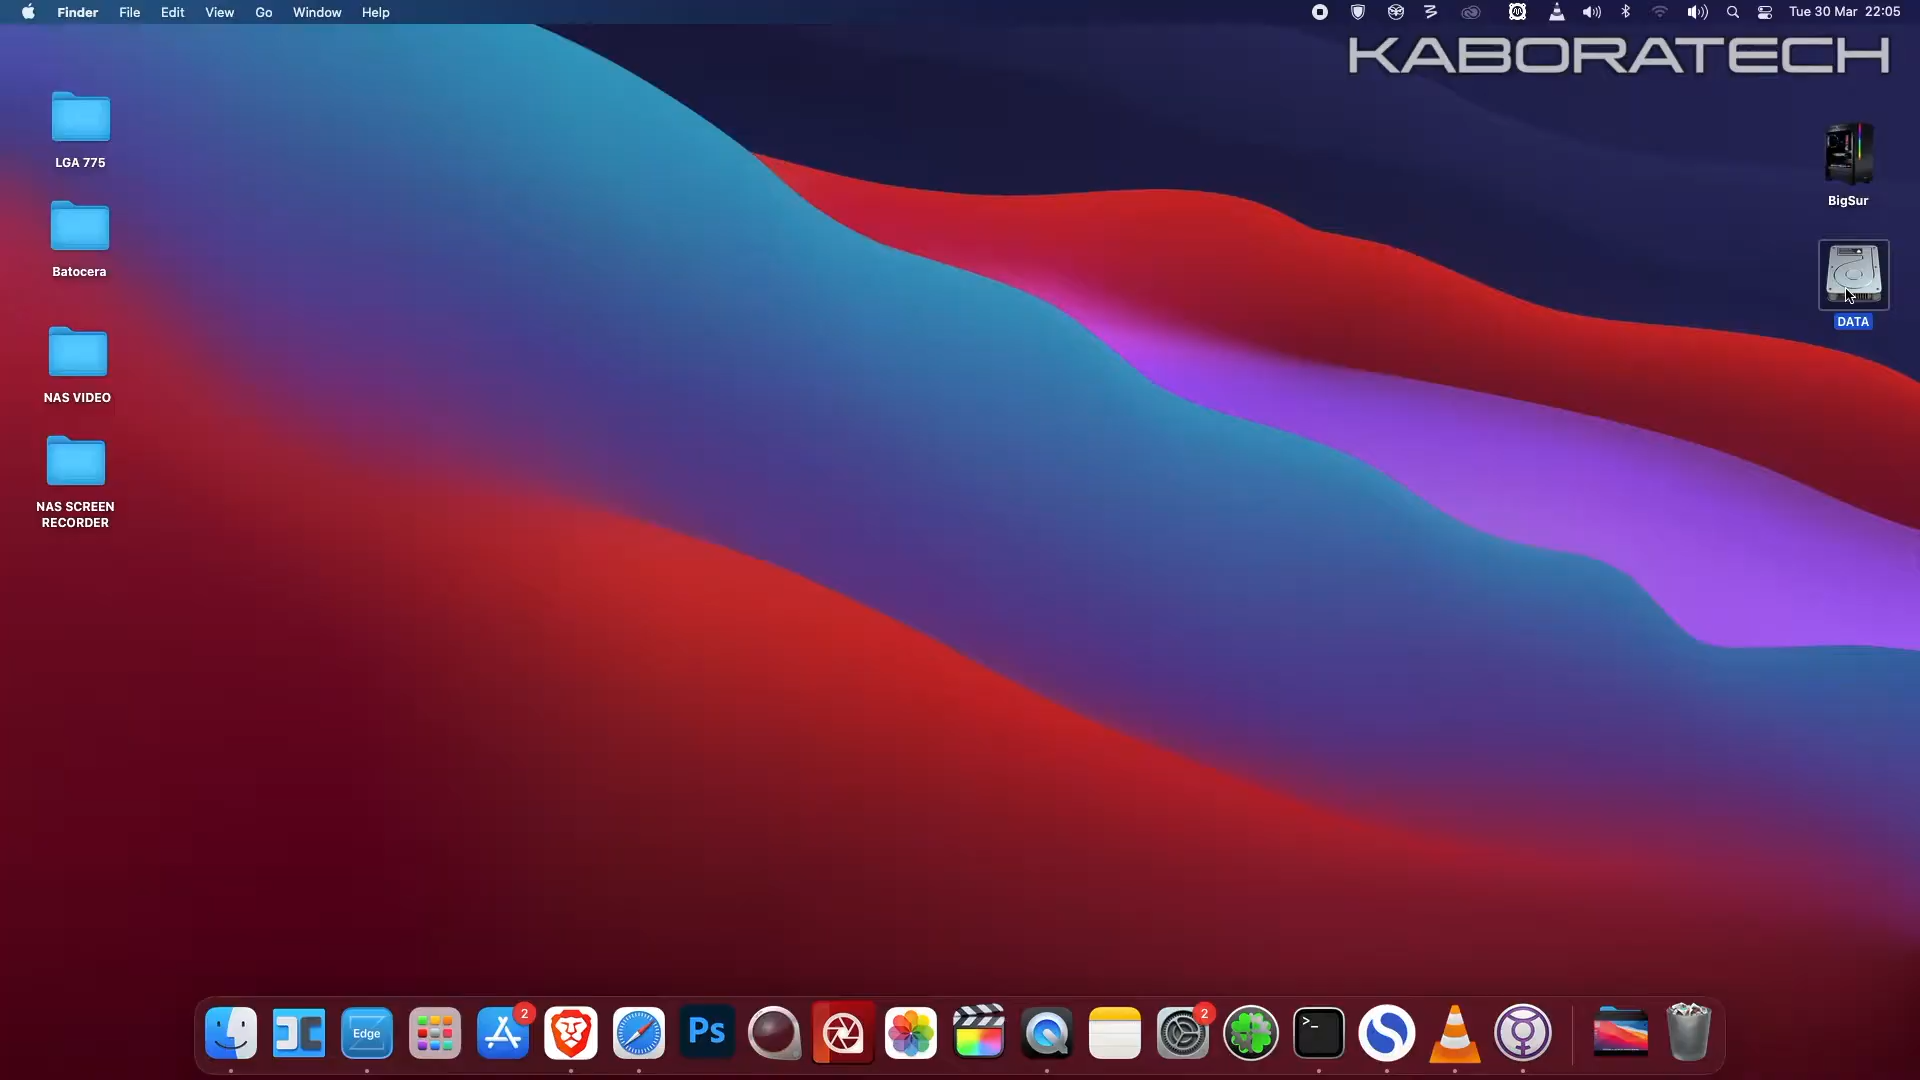 Finder File Edit View Go Window Help
Tue 30 Mar 22:05
KABORATECH
LGA 775
BigSur
Batocera
DATA
NAS VIDEO
NAS SCREEN
RECORDER
2
2
Edge
Ps
>_